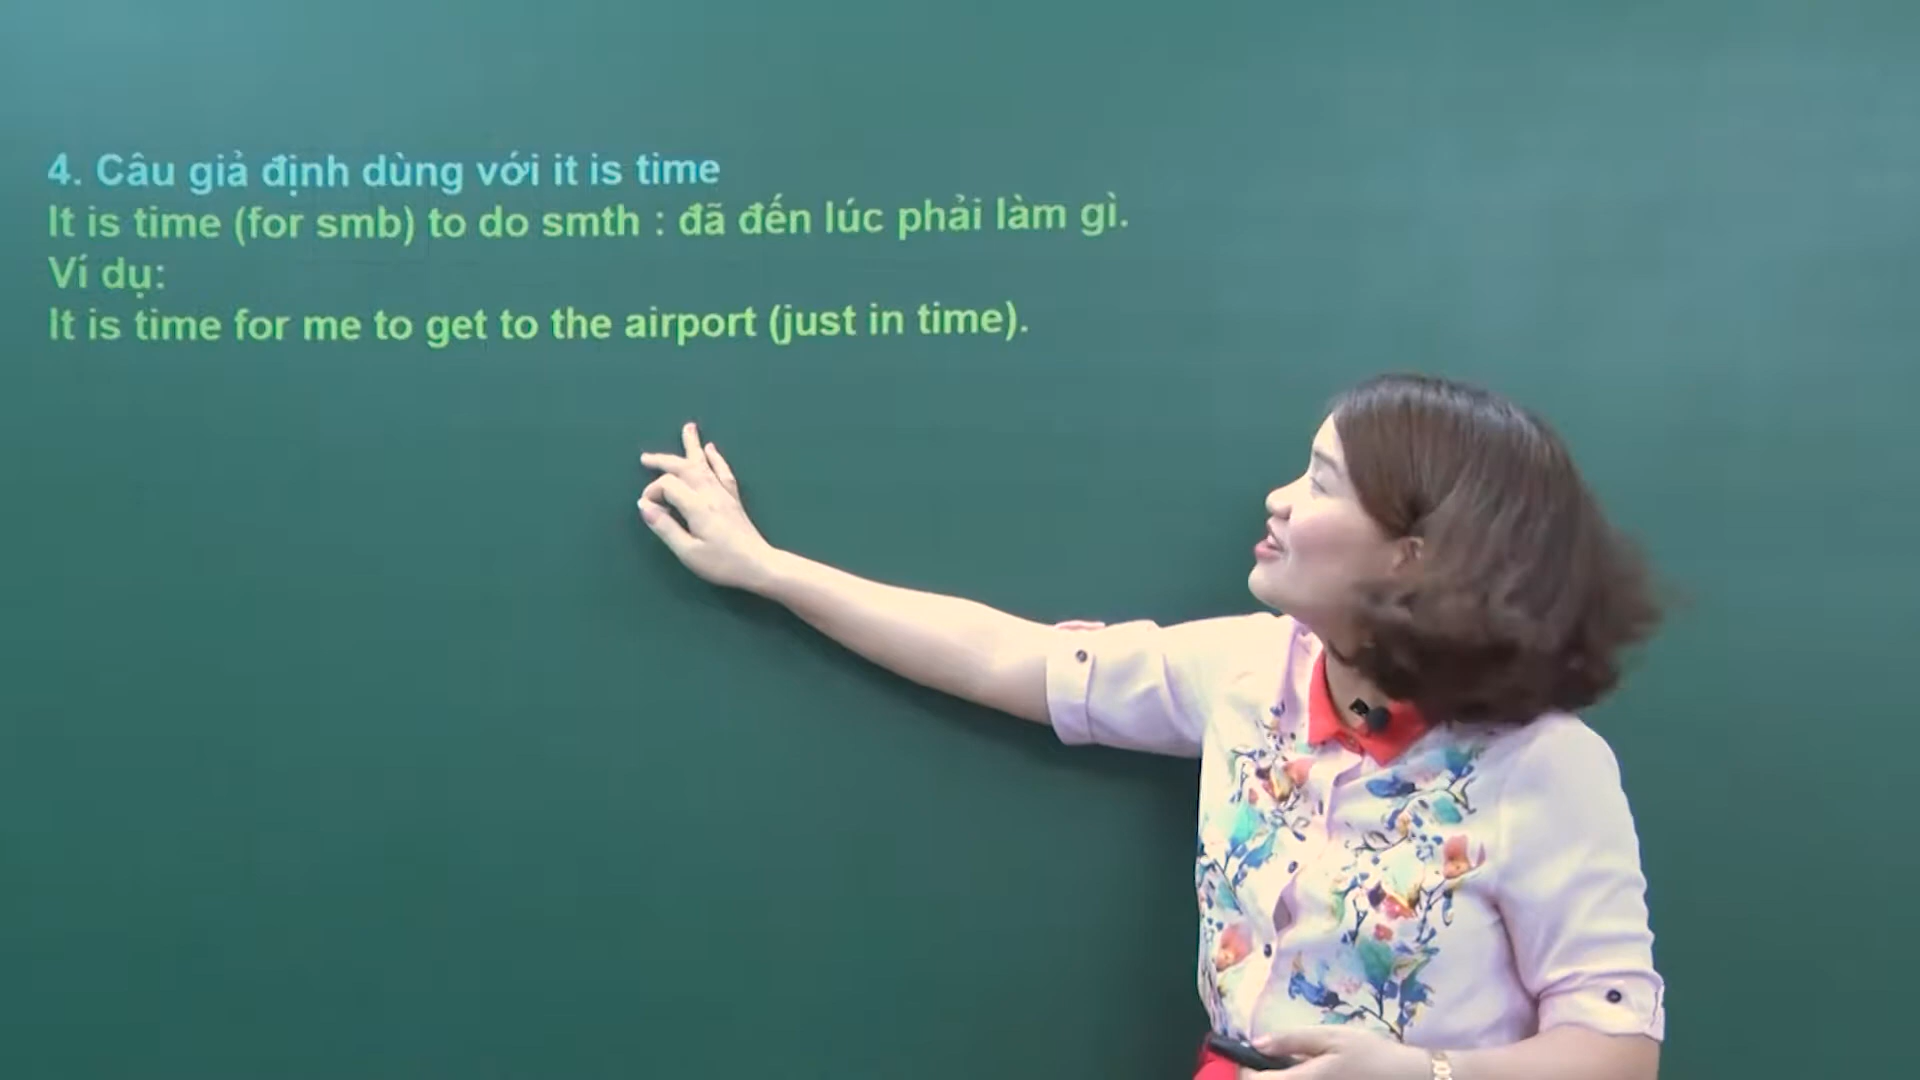 4. Câu giả định dùng với it is time
It is time (for smb) to do smth : đã đến lúc phải làm gì.
Ví dụ:
It is time for me to get to the airport (just in time).